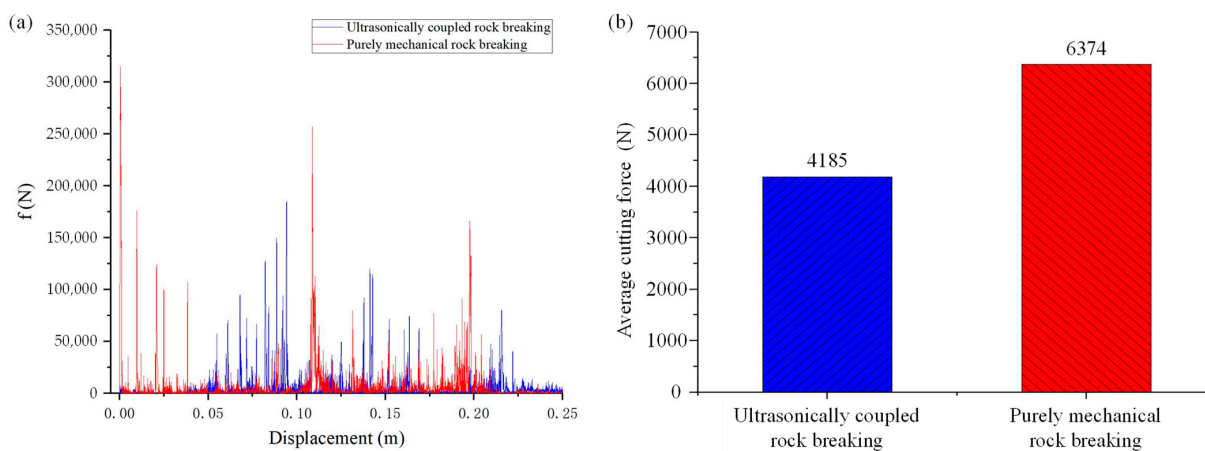 (a)
350,000
300,000
250,000
200,000
150,000
100,000
50,000
0
f (N)
Ultrasonically coupled rock breaking
Purely mechanical rock breaking
0.00 0.05 0.10 0.15 0.20 0.25
Displacement (m)
(b)
7000
6000
5000
4000
3000
2000
1000
0
Average cutting force (N)
4185
6374
Ultrasonically coupled
rock breaking
Purely mechanical
rock breaking